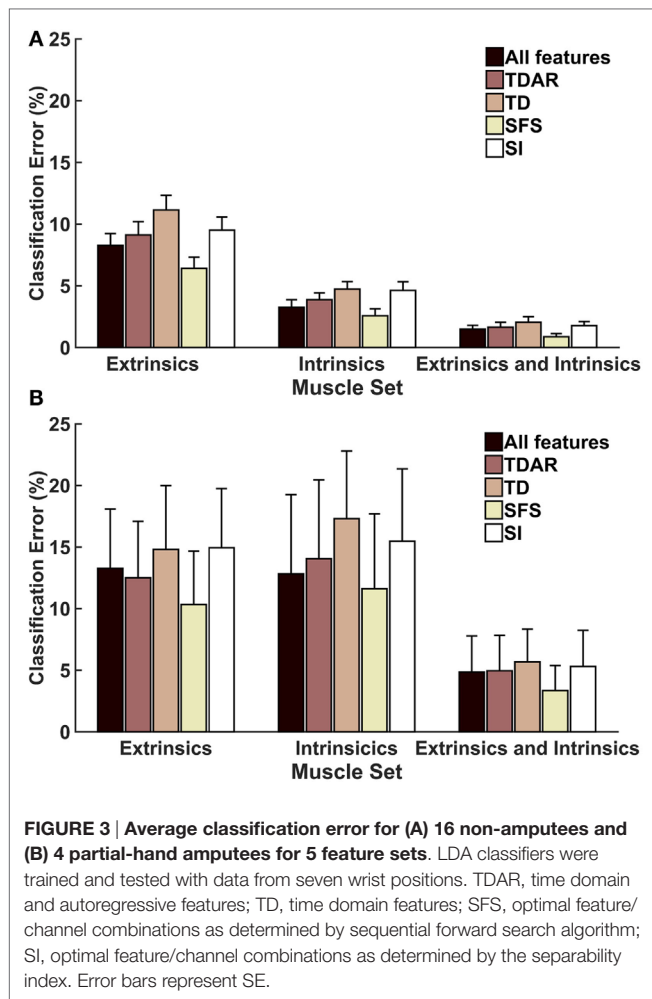 A
25
20
15
10
5
0
Classification Error (%)
All features
TDAR
TD
SFS
SI
Extrinsics
Intrinsics
Extrinsics and Intrinsics
Muscle Set
B
25
20
15
10
5
0
Classification Error (%)
All features
TDAR
TD
SFS
SI
Extrinsics
Intrinsicics
Extrinsics and Intrinsics
Muscle Set
FIGURE 3 | Average classification error for (A) 16 non-amputees and
(B) 4 partial-hand amputees for 5 feature sets. LDA classifiers were
trained and tested with data from seven wrist positions. TDAR, time domain
and autoregressive features; TD, time domain features; SFS, optimal feature/
channel combinations as determined by sequential forward search algorithm;
SI, optimal feature/channel combinations as determined by the separability
index. Error bars represent SE.